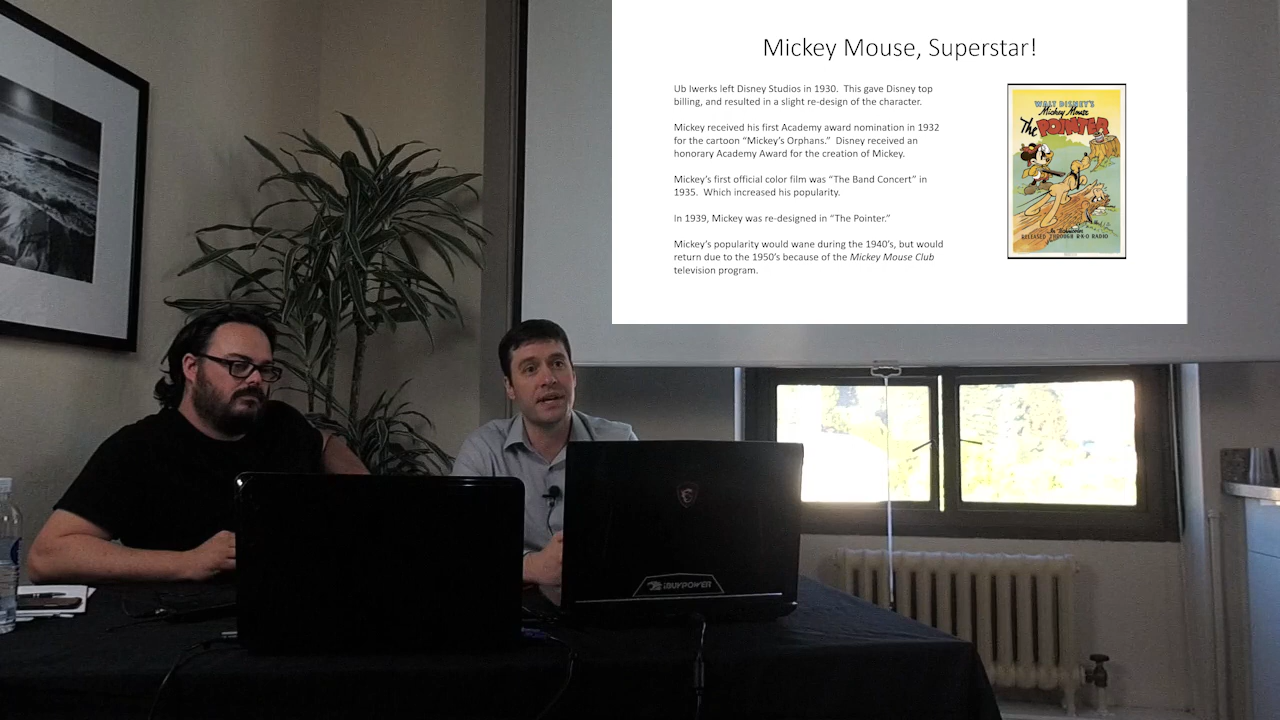 Mickey Mouse, Superstar!
Ub Iwerks left Disney Studios in 1930. This gave Disney top
billing, and resulted in a slight re-design of the character.
Mickey received his first Academy award nomination in 1932
for the cartoon “Mickey’s Orphans.” Disney received an
honorary Academy Award for the creation of Mickey.
Mickey’s first official color film was “The Band Concert” in
1935. Which increased his popularity.
In 1939, Mickey was re-designed in “The Pointer.”
Mickey’s popularity would wane during the 1940’s, but would
return due to the 1950’s because of the Mickey Mouse Club
television program.
WALT DISNEY'S
Mickey Mouse
The POINTER
In Technicolor
RELEASED THROUGH RKO RADIO
iBUYPOWER